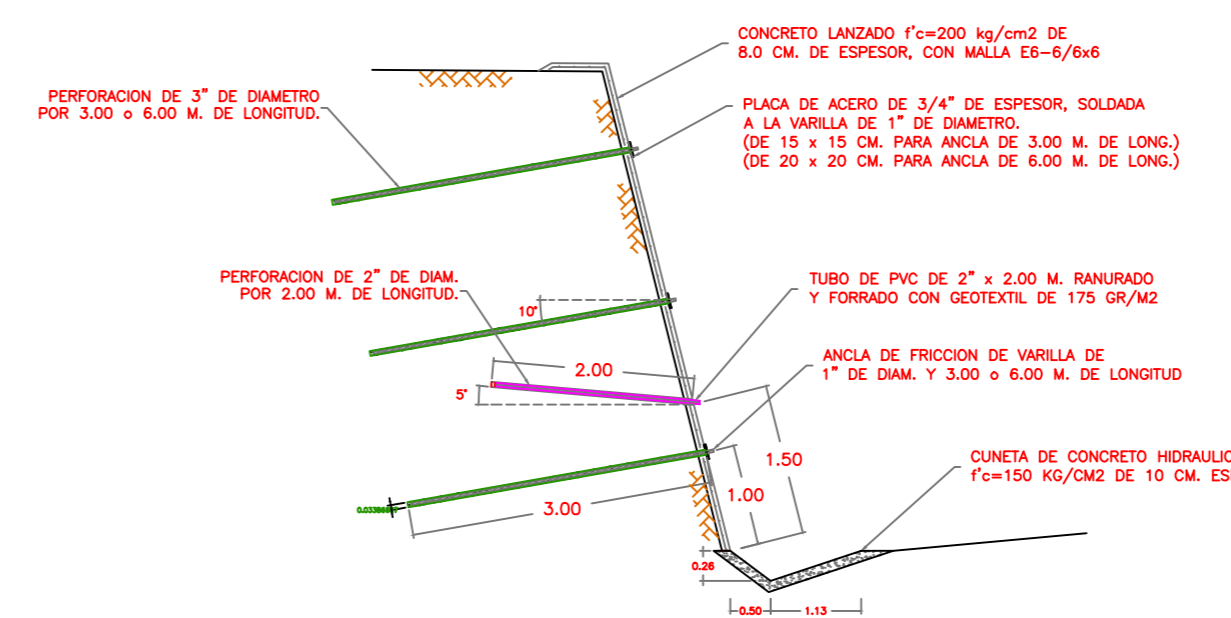 CONCRETO LANZADO f'c=200 kg/cm2 DE
8.0 CM. DE ESPESOR, CON MALLA E6-6/6x6
PERFORACION DE 3" DE DIAMETRO
POR 3.00 o 6.00 M. DE LONGITUD.
PLACA DE ACERO DE 3/4" DE ESPESOR, SOLDADA
A LA VARILLA DE 1" DE DIAMETRO.
(DE 15 x 15 CM. PARA ANCLA DE 3.00 M. DE LONG.)
(DE 20 x 20 CM. PARA ANCLA DE 6.00 M. DE LONG.)
PERFORACION DE 2" DE DIAM.
POR 2.00 M. DE LONGITUD.
TUBO DE PVC DE 2" x 2.00 M. RANURADO
Y FORRADO CON GEOTEXTIL DE 175 GR/M2
10°
2.00
5°
ANCLA DE FRICCION DE VARILLA DE
1" DE DIAM. Y 3.00 o 6.00 M. DE LONGITUD
1.50
1.00
3.00
CUNETA DE CONCRETO HIDRAULIC
f'c=150 KG/CM2 DE 10 CM. ES
0.26
0.50
1.13